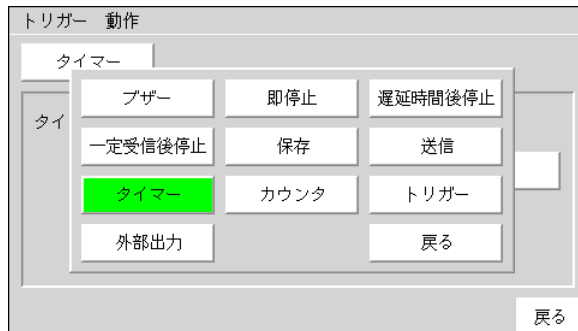 トリガー 動作
タイマー
ブザー 即停止 遅延時間後停止
タイ
一定受信後停止 保存 送信
タイマー カウンタ トリガー
外部出力 戻る
戻る